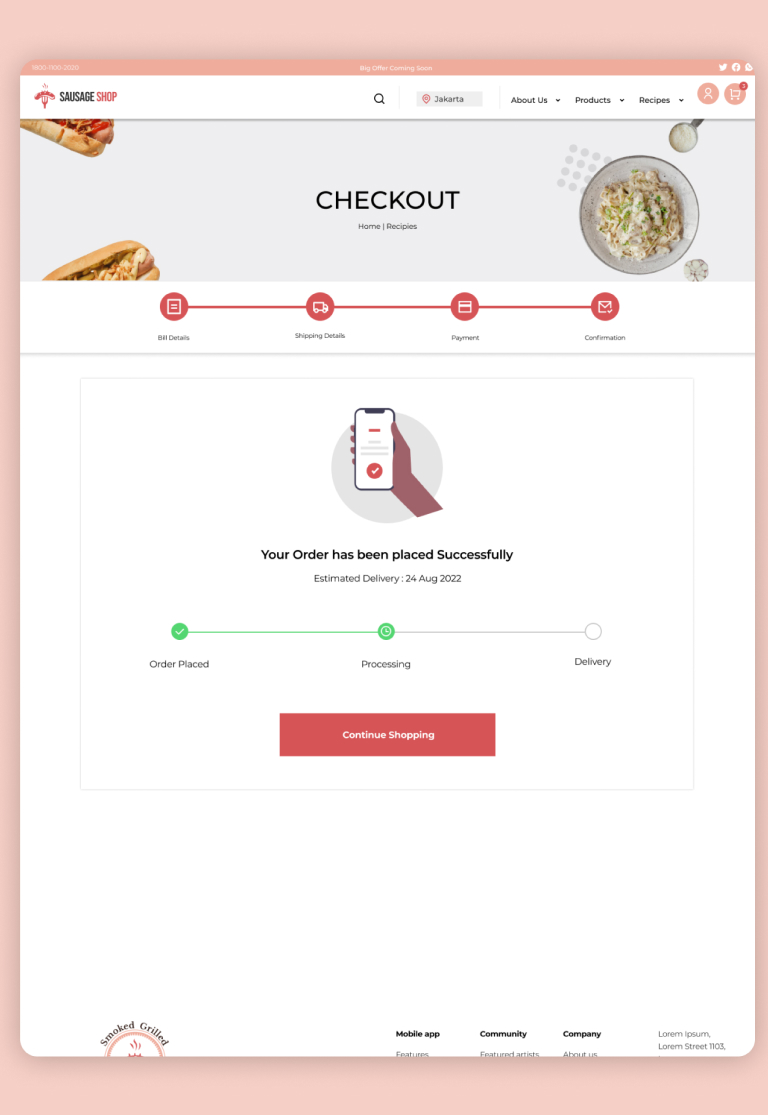 1800-1100-2020
Big Offer Coming Soon
SAUSAGE SHOP
Jakarta
About Us
Products
Recipes
3
CHECKOUT
Home | Recipies
Bill Details
Shipping Details
Payment
Confirmation
Your Order has been placed Successfully
Estimated Delivery : 24 Aug 2022
Order Placed
Processing
Delivery
Continue Shopping
Smoked Grilled
Mobile app
Community
Company
Lorem Ipsum,
Lorem Street 1103,
Features
Featured artists
About us